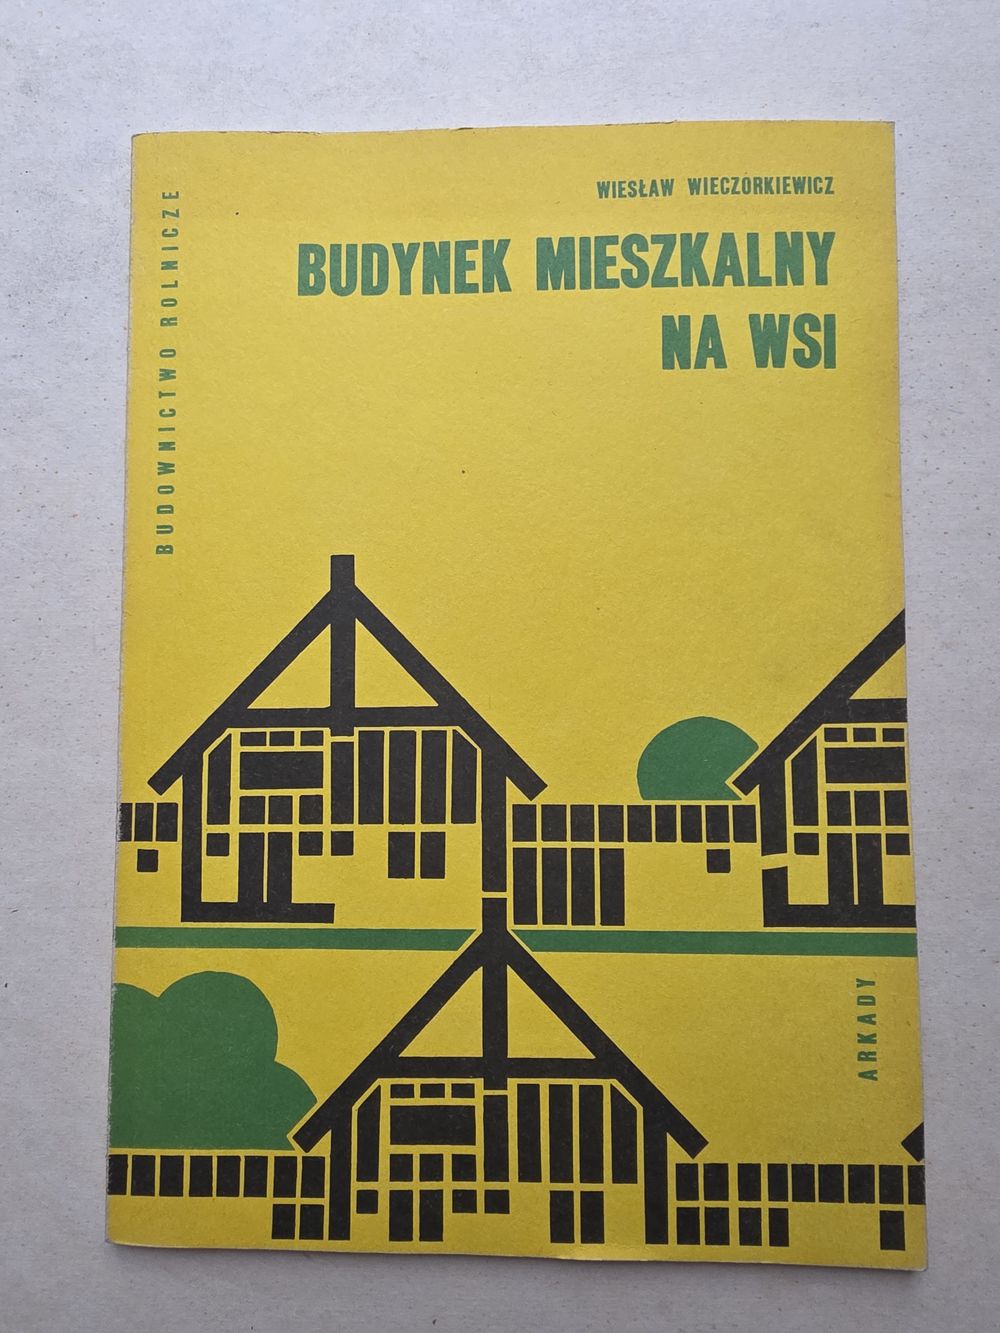 WIESŁAW WIECZORKIEWICZ
BUDYNEK MIESZKALNY
NA WSI
BUDOWNICTWO ROLNICZE
ARKADY